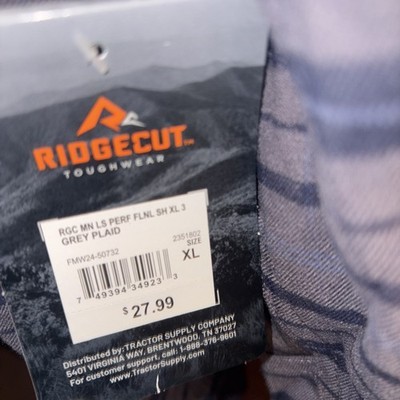 RIDGECUT
TOUGHWEAR
RGC MN LS PERF FLNL SH XL 3
GREY PLAID
FMW24-50732
2351602
SIZE
XL
7 49394 34923 3
$ 27.99
Distributed by: TRACTOR SUPPLY COMPANY
5401 VIRGINIA WAY, BRENTWOOD, TN 37027
For customer support, call: 1-888-376-9601
www.TractorSupply.com